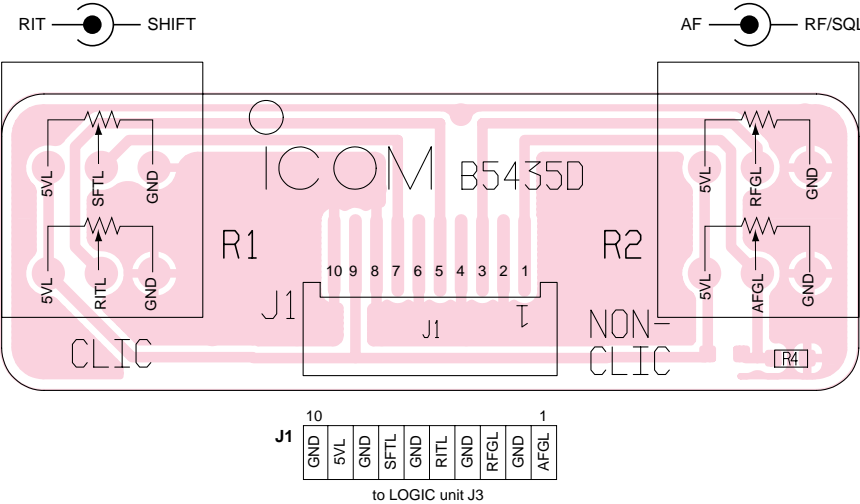 RIT SHIFT AF RF/SQL
5VL SFTL GND 5VL RFGL GND
ICOM B5435D
R1 R2
5VL RITL GND 5VL AFGL GND
10 9 8 7 6 5 4 3 2 1
J1 J1 1
NON-
CLIC CLIC R4
10 1
J1 GND 5VL GND SFTL GND RITL GND RFGL GND AFGL
to LOGIC unit J3